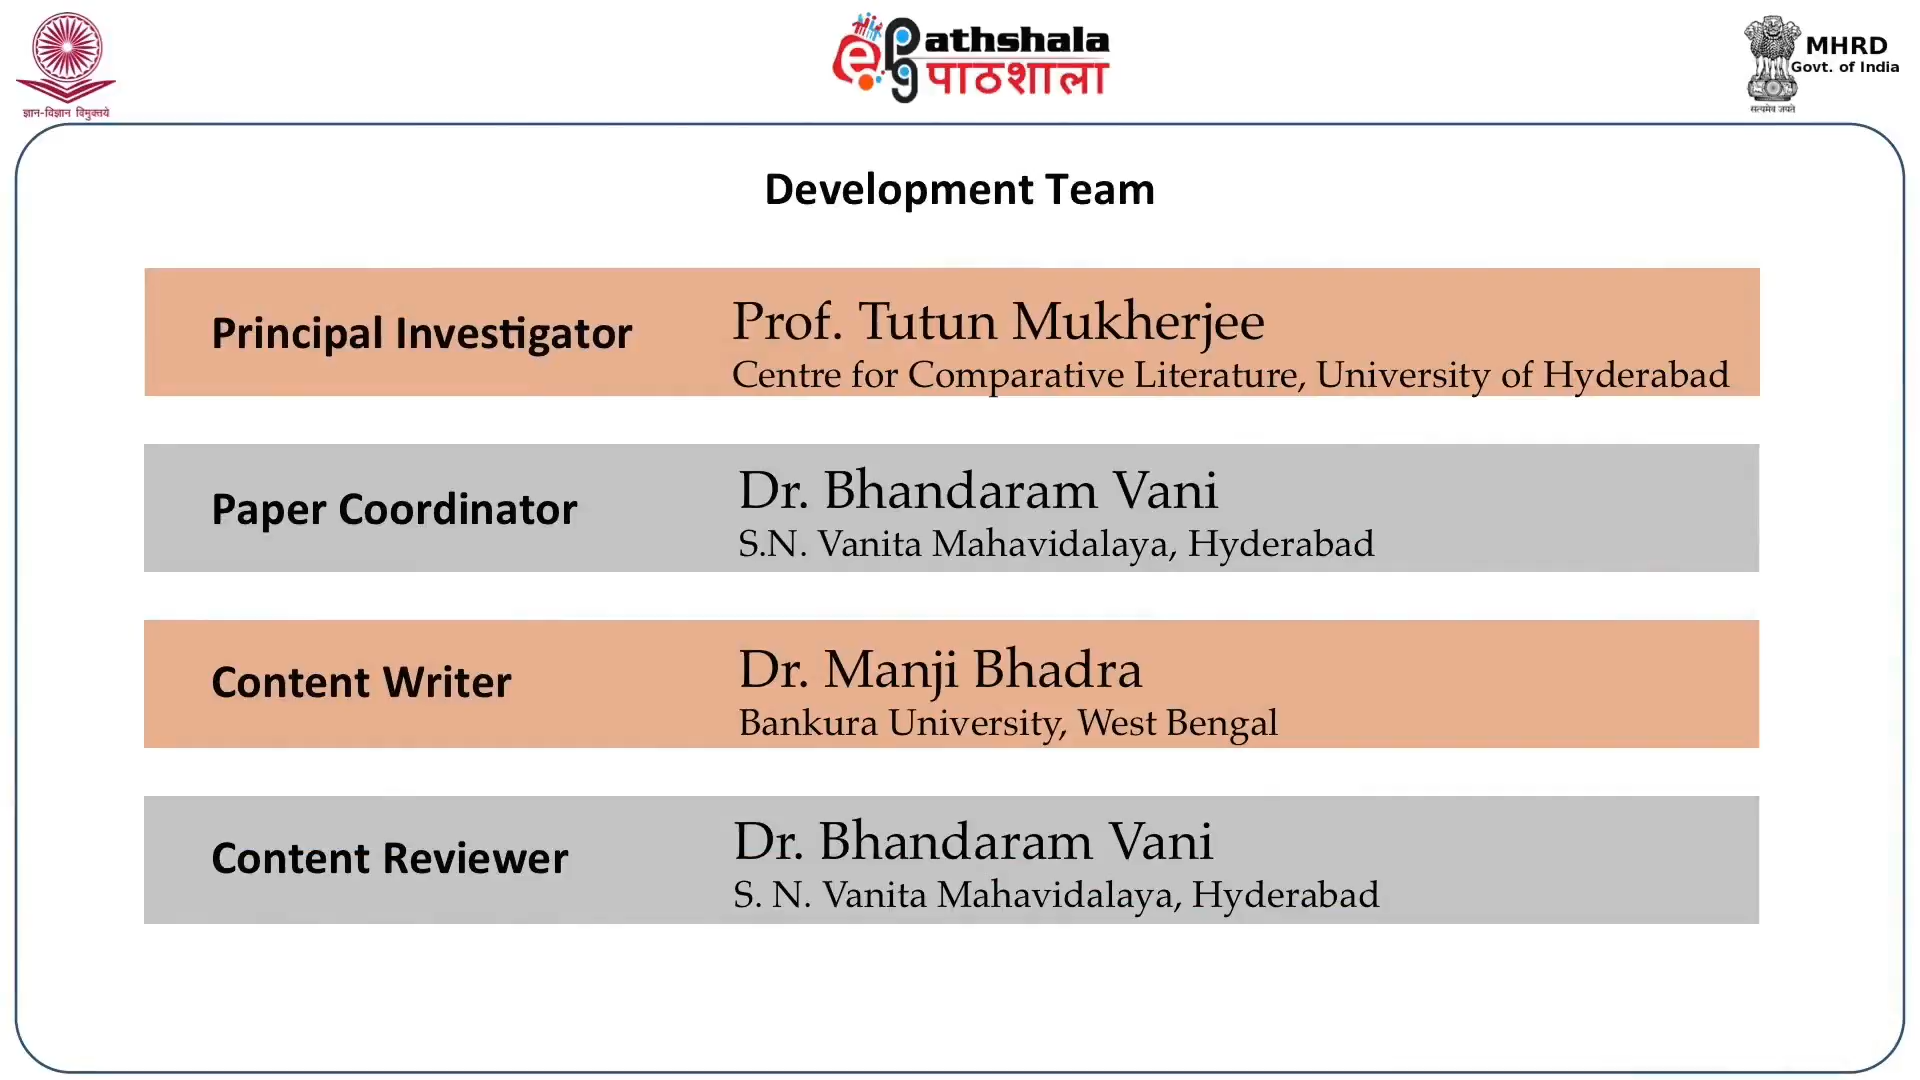 ज्ञान-विज्ञान विमुक्तये
e
pg
Pathshala
पाठशाला
MHRD
Govt. of India
सत्यमेव जयते
Development Team
Principal Investigator
Prof. Tutun Mukherjee
Centre for Comparative Literature, University of Hyderabad
Paper Coordinator
Dr. Bhandaram Vani
S.N. Vanita Mahavidalaya, Hyderabad
Content Writer
Dr. Manji Bhadra
Bankura University, West Bengal
Content Reviewer
Dr. Bhandaram Vani
S. N. Vanita Mahavidalaya, Hyderabad